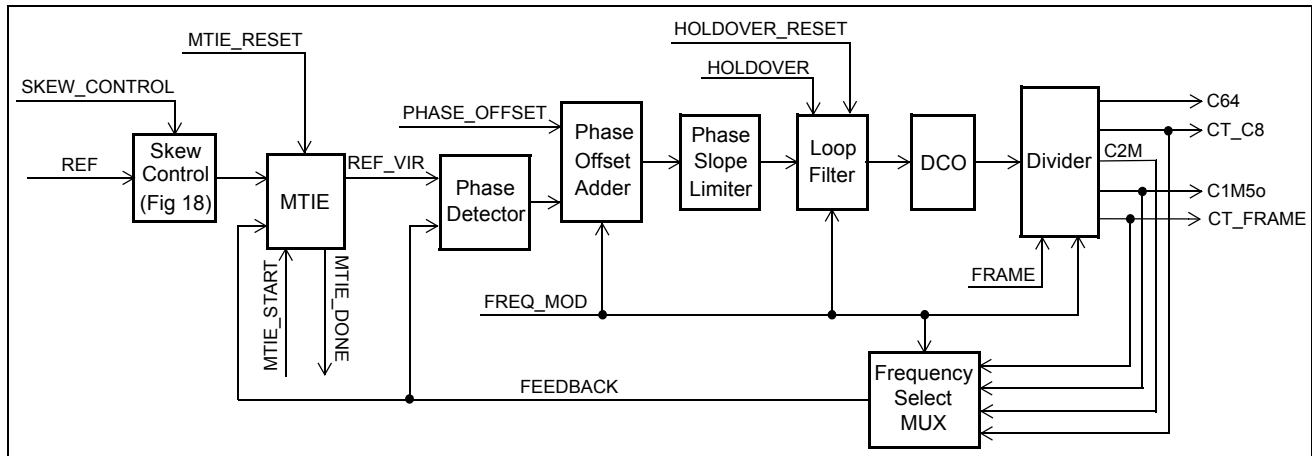 MTIE_RESET
HOLDOVER_RESET
HOLDOVER
SKEW_CONTROL
PHASE_OFFSET
REF
Skew
Control
(Fig 18)
MTIE
REF_VIR
Phase
Detector
Phase
Offset
Adder
Phase
Slope
Limiter
Loop
Filter
DCO
Divider
C64
CT_C8
C2M
C1M5o
CT_FRAME
FRAME
MTIE_START
MTIE_DONE
FREQ_MOD
FEEDBACK
Frequency
Select
MUX